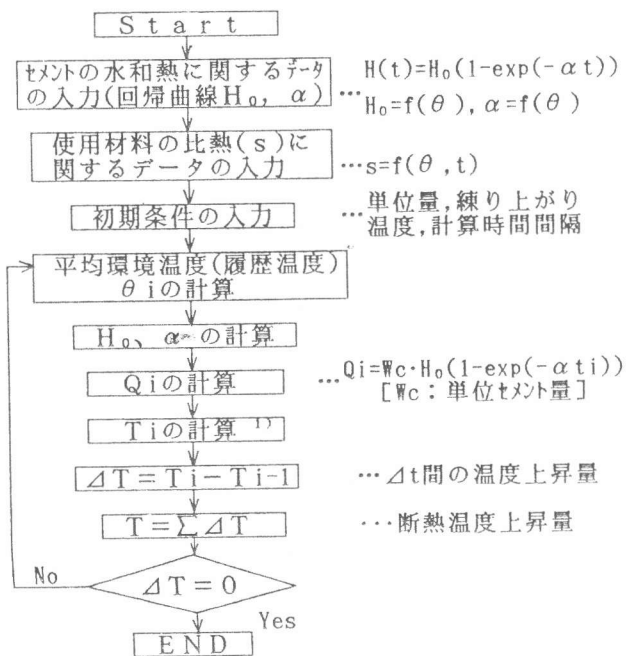 Start
セメントの水和熱に関するデータ
の入力(回帰曲線H₀, α)
…H(t)=H₀(1-exp(-αt))
H₀=f(θ), α=f(θ)
使用材料の比熱(s)に
関するデータの入力
…s=f(θ,t)
初期条件の入力
…単位量,練り上がり
温度,計算時間間隔
平均環境温度(履歴温度)
θiの計算
H₀、αの計算
Qiの計算
…Qi=Wc・H₀(1-exp(-αti))
[Wc:単位セメント量]
Tiの計算 ¹⁾
⊿T=Ti-Ti-1
…⊿t間の温度上昇量
T=∑⊿T
…断熱温度上昇量
No
⊿T=0
Yes
END